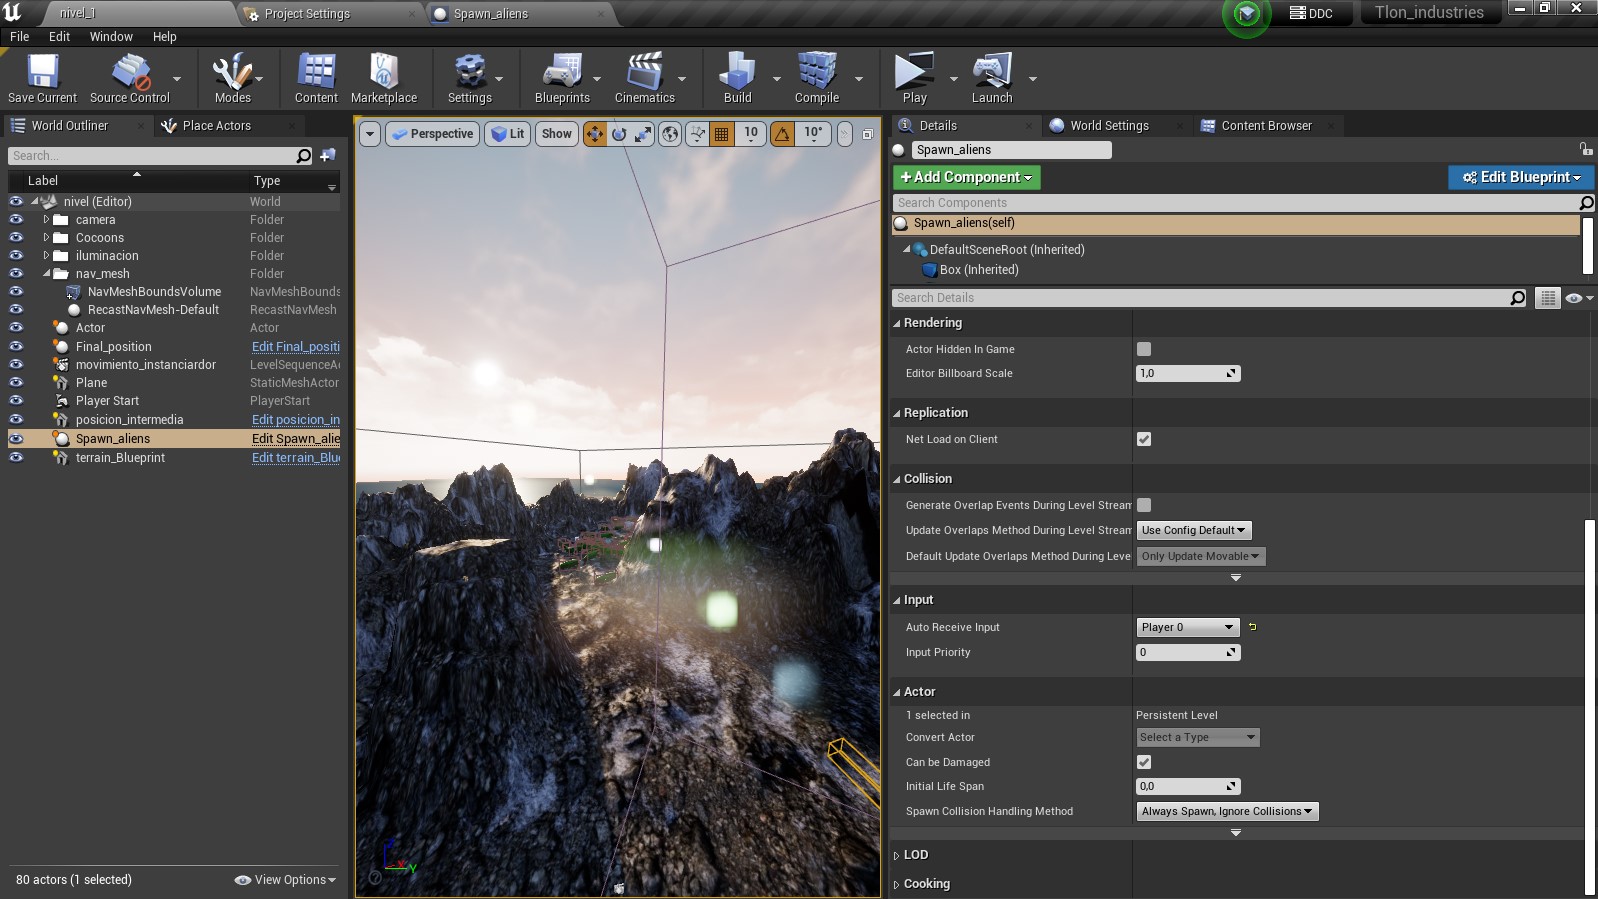 nivel_1
Project Settings
Spawn_aliens
DDC
Tlon_industries
File Edit Window Help
Save Current
Source Control
Modes
Content
Marketplace
Settings
Blueprints
Cinematics
Build
Compile
Play
Launch
World Outliner
Place Actors
Search...
Label Type
nivel (Editor) World
camera Folder
Cocoons Folder
iluminacion Folder
nav_mesh Folder
NavMeshBoundsVolume NavMeshBounds
RecastNavMesh-Default RecastNavMesh
Actor Actor
Final_position Edit Final_positi
movimiento_instanciardor LevelSequenceA
Plane StaticMeshActor
Player Start PlayerStart
posicion_intermedia Edit posicion_in
Spawn_aliens Edit Spawn_alie
terrain_Blueprint Edit terrain_Blu
80 actors (1 selected)
View Options
Perspective
Lit
Show
10
10°
X
Y
Details
World Settings
Content Browser
Spawn_aliens
+Add Component
Edit Blueprint
Search Components
Spawn_aliens(self)
DefaultSceneRoot (Inherited)
Box (Inherited)
Search Details
Rendering
Actor Hidden In Game
Editor Billboard Scale 1,0
Replication
Net Load on Client
Collision
Generate Overlap Events During Level Stream
Update Overlaps Method During Level Stream Use Config Default
Default Update Overlaps Method During Leve Only Update Movable
Input
Auto Receive Input Player 0
Input Priority 0
Actor
1 selected in Persistent Level
Convert Actor Select a Type
Can be Damaged
Initial Life Span 0,0
Spawn Collision Handling Method Always Spawn, Ignore Collisions
LOD
Cooking